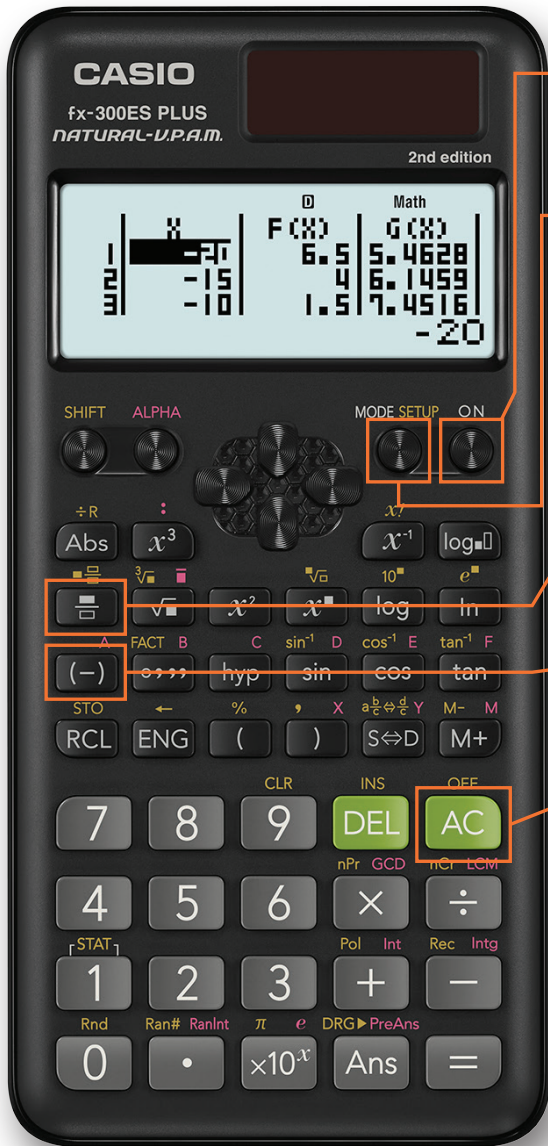 CASIO
fx-300ES PLUS
NATURAL-V.P.A.M.
2nd edition
D Math
X F(X) G(X)
1 -20 6.5 5.4628
2 -15 4 6.1459
3 -10 1.5 7.4516
-20
SHIFT ALPHA MODE SETUP ON
÷R : x!
Abs x³ x⁻¹ log■▯
■■/□ ³√■ ■ ■√□ 10■ e■
■/□ √■ x² x■ log ln
A FACT B C sin⁻¹ D cos⁻¹ E tan⁻¹ F
(−) °,,, hyp sin cos tan
STO ← % , X a b/c⇔d/c Y M− M
RCL ENG ( ) S⇔D M+
CLR INS OFF
7 8 9 DEL AC
nPr GCD nCr LCM
4 5 6 × ÷
STAT Pol Int Rec Intg
1 2 3 + −
Rnd Ran# RanInt π e DRG▶ PreAns
0 • ×10ˣ Ans =